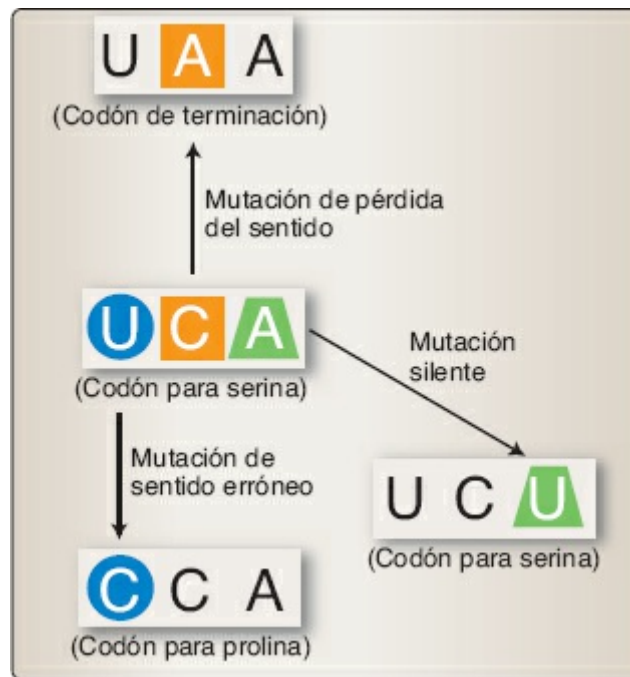 U A A
(Codón de terminación)
Mutación de pérdida
del sentido
U C A
(Codón para serina)
Mutación
silente
Mutación de
sentido erróneo
U C U
(Codón para serina)
C C A
(Codón para prolina)